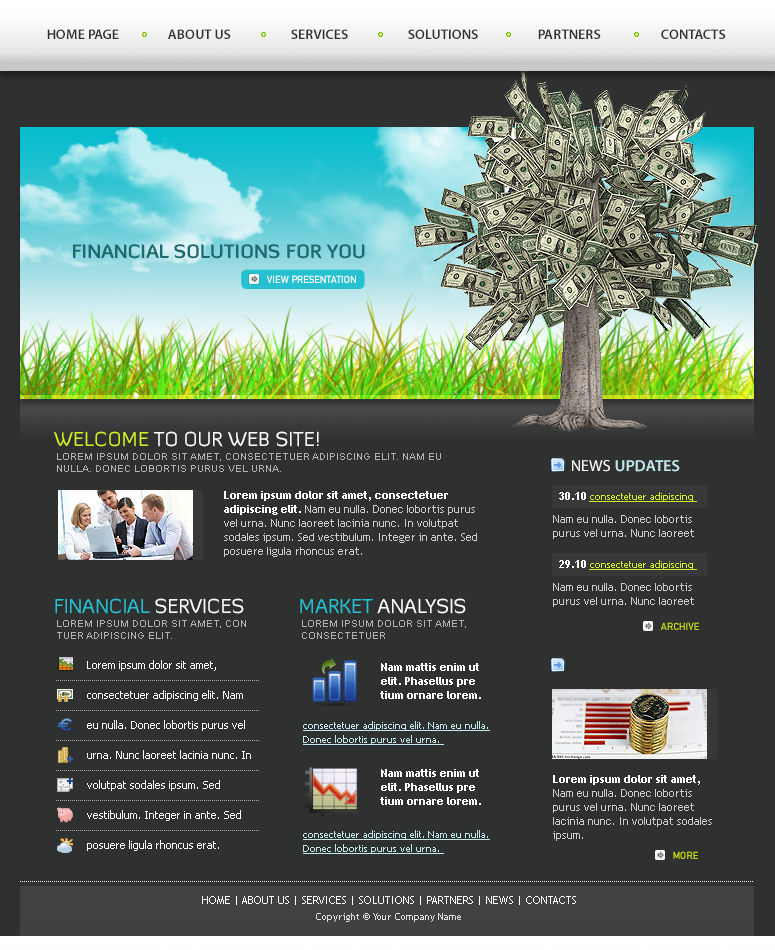 HOME PAGE ABOUT US SERVICES SOLUTIONS PARTNERS CONTACTS
FINANCIAL SOLUTIONS FOR YOU
VIEW PRESENTATION
WELCOME TO OUR WEB SITE!
LOREM IPSUM DOLOR SIT AMET, CONSECTETUER ADIPISCING ELIT. NAM EU
NULLA. DONEC LOBORTIS PURUS VEL URNA.
Lorem ipsum dolor sit amet, consectetuer
adipiscing elit. Nam eu nulla. Donec lobortis purus
vel urna. Nunc laoreet lacinia nunc. In volutpat
sodales ipsum. Sed vestibulum. Integer in ante. Sed
posuere ligula rhoncus erat.
FINANCIAL SERVICES
LOREM IPSUM DOLOR SIT AMET, CON
TUER ADIPISCING ELIT.
Lorem ipsum dolor sit amet,
consectetuer adipiscing elit. Nam
eu nulla. Donec lobortis purus vel
urna. Nunc laoreet lacinia nunc. In
volutpat sodales ipsum. Sed
vestibulum. Integer in ante. Sed
posuere ligula rhoncus erat.
MARKET ANALYSIS
LOREM IPSUM DOLOR SIT AMET,
CONSECTETUER
Nam mattis enim ut
elit. Phasellus pre
tium ornare lorem.
consectetuer adipiscing elit. Nam eu nulla.
Donec lobortis purus vel urna.
Nam mattis enim ut
elit. Phasellus pre
tium ornare lorem.
consectetuer adipiscing elit. Nam eu nulla.
Donec lobortis purus vel urna.
NEWS UPDATES
30.10 consectetuer adipiscing
Nam eu nulla. Donec lobortis
purus vel urna. Nunc laoreet
29.10 consectetuer adipiscing
Nam eu nulla. Donec lobortis
purus vel urna. Nunc laoreet
ARCHIVE
Lorem ipsum dolor sit amet,
Nam eu nulla. Donec lobortis
purus vel urna. Nunc laoreet
lacinia nunc. In volutpat sodales
ipsum.
MORE
HOME | ABOUT US | SERVICES | SOLUTIONS | PARTNERS | NEWS | CONTACTS
Copyright © Your Company Name